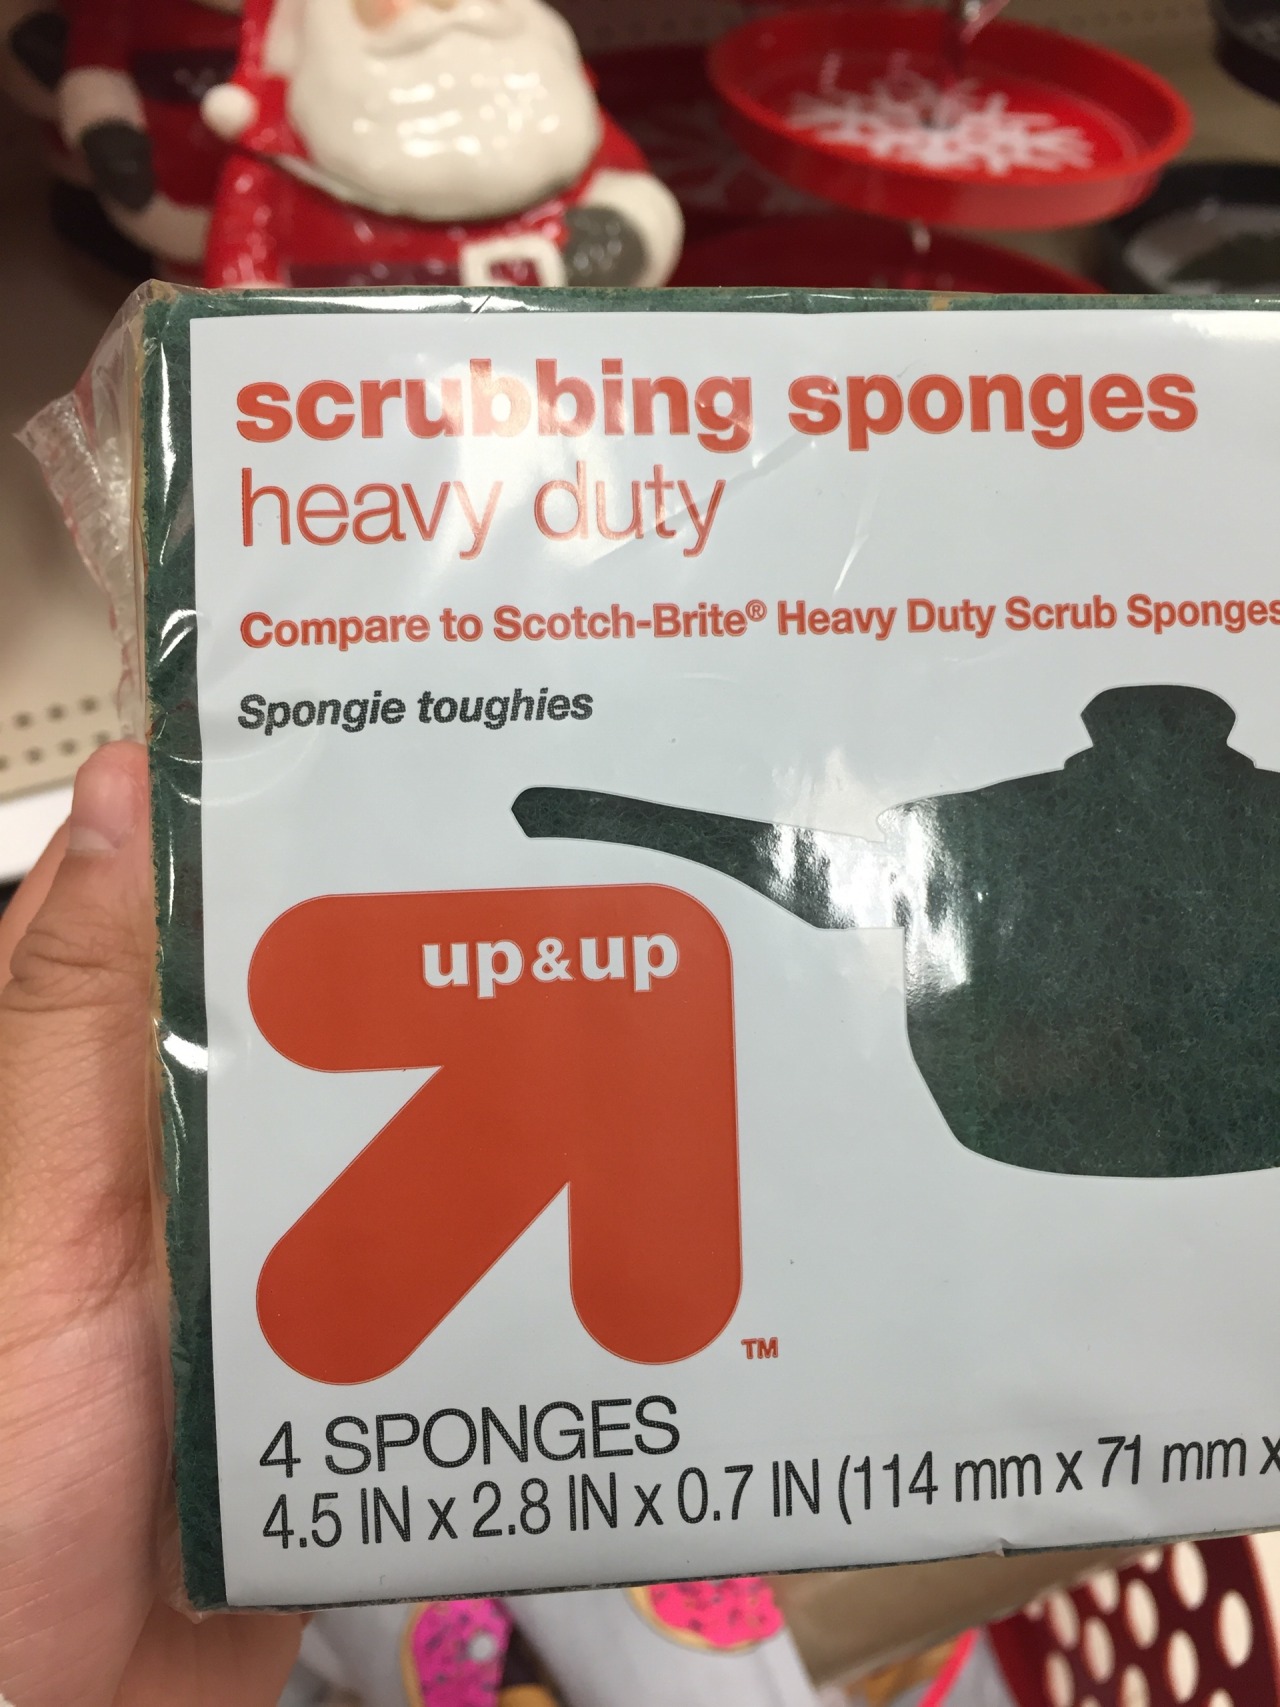 scrubbing sponges
heavy duty
Compare to Scotch-Brite® Heavy Duty Scrub Sponges
Spongie toughies
up&up
TM
4 SPONGES
4.5 IN x 2.8 IN x 0.7 IN (114 mm x 71 mm x